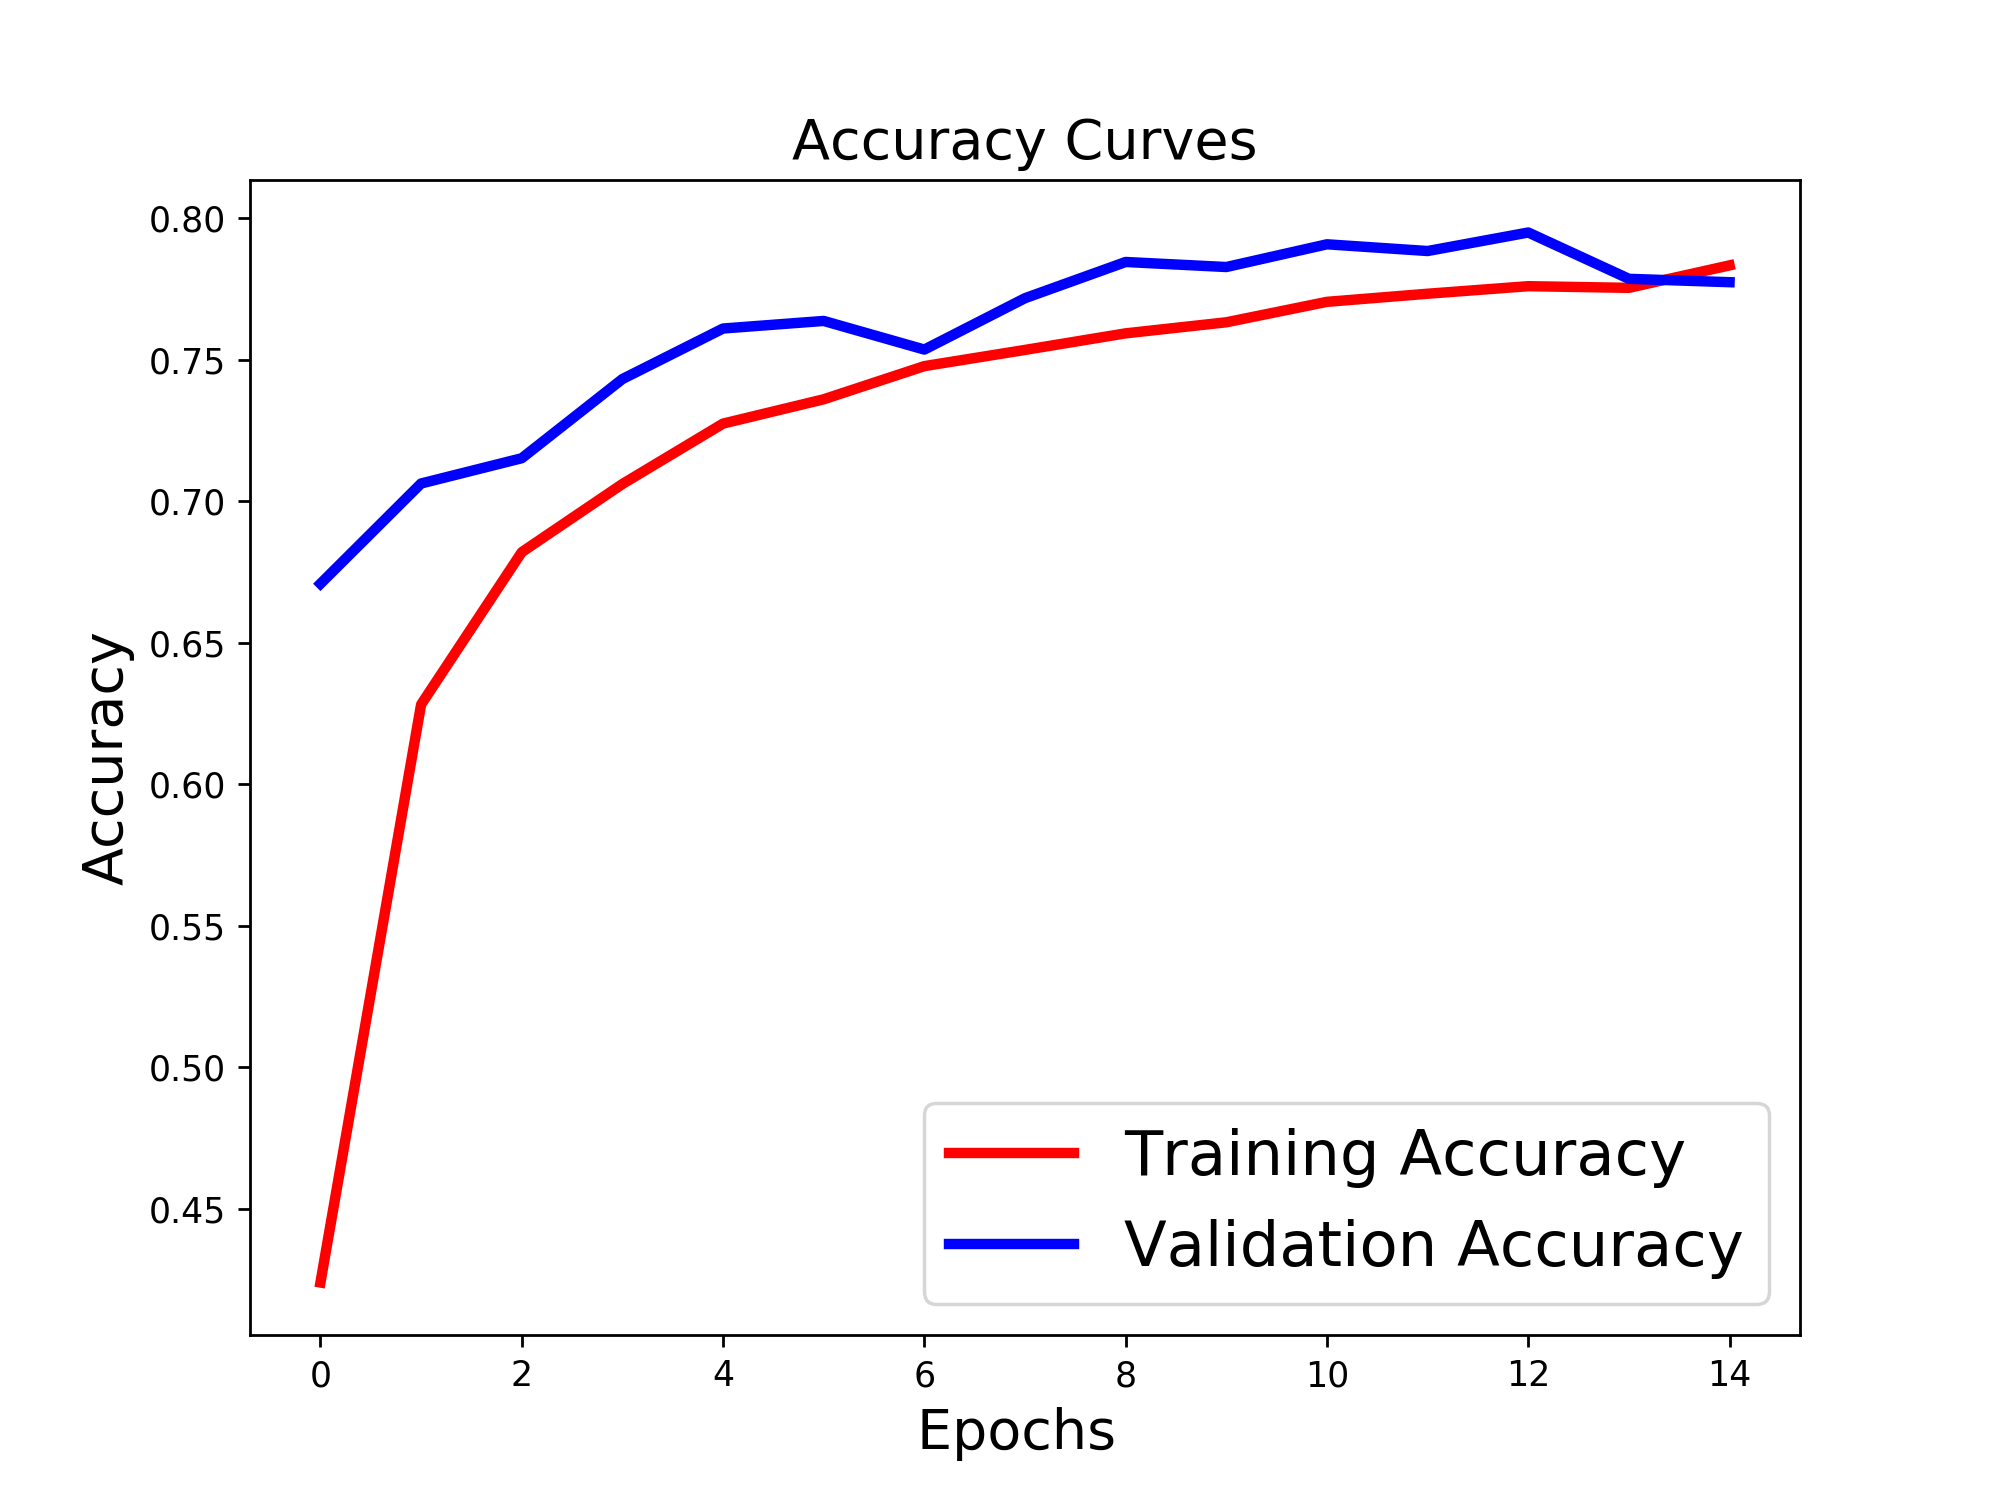 Accuracy Curves
0.80
0.75
0.70
0.65
0.60
0.55
0.50
0.45
Accuracy
Training Accuracy
Validation Accuracy
0 2 4 6 8 10 12 14
Epochs